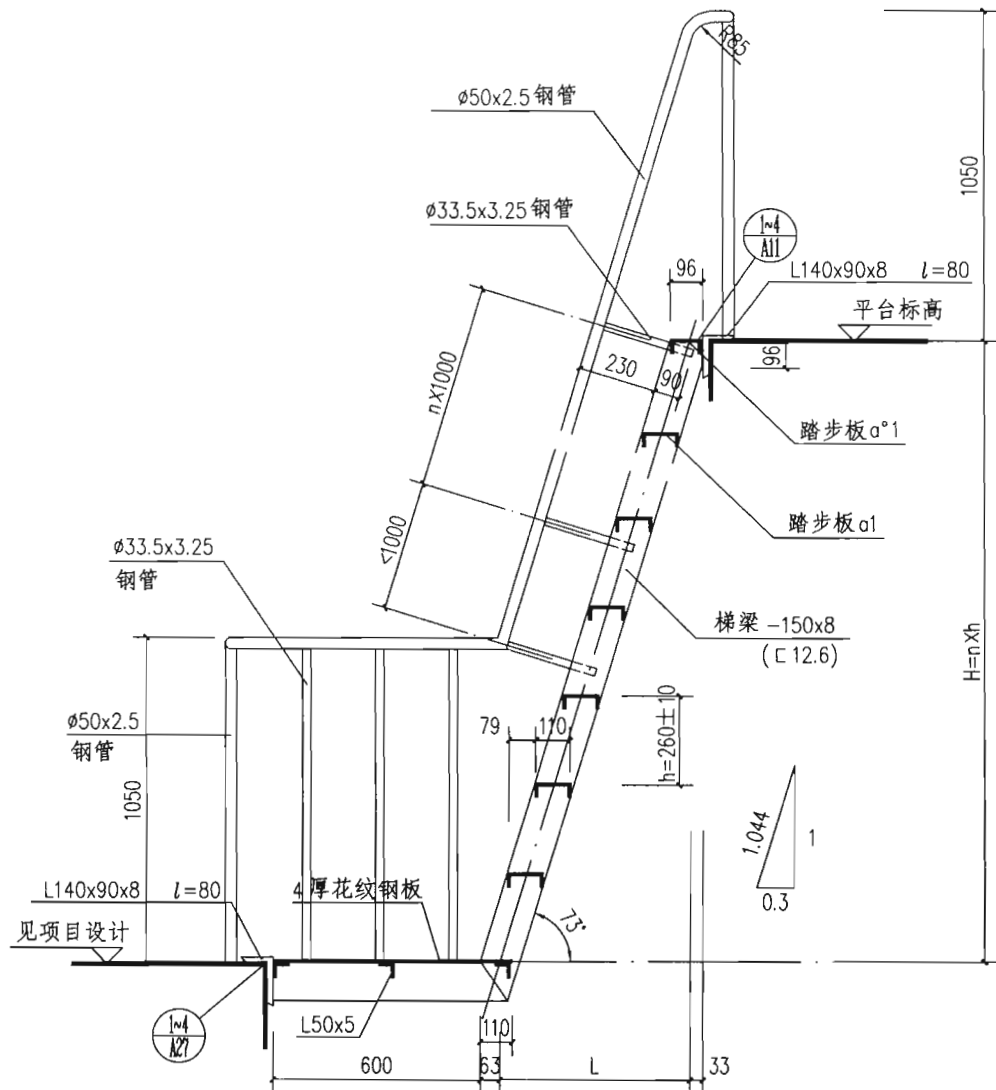 R85
ø50x2.5 钢管
1050
ø33.5x3.25 钢管
1~4
A11
96
L140x90x8 l=80
平台标高
n×1000
230
90
96
踏步板a°1
<1000
踏步板a1
ø33.5x3.25
钢管
梯梁 -150x8
(⊏12.6)
H=n×h
ø50x2.5
钢管
79
110
h=260±10
1050
1.044
1
0.3
L140x90x8 l=80
4厚花纹钢板
73°
见项目设计
1~4
A27
L50x5
110
600
63
L
33